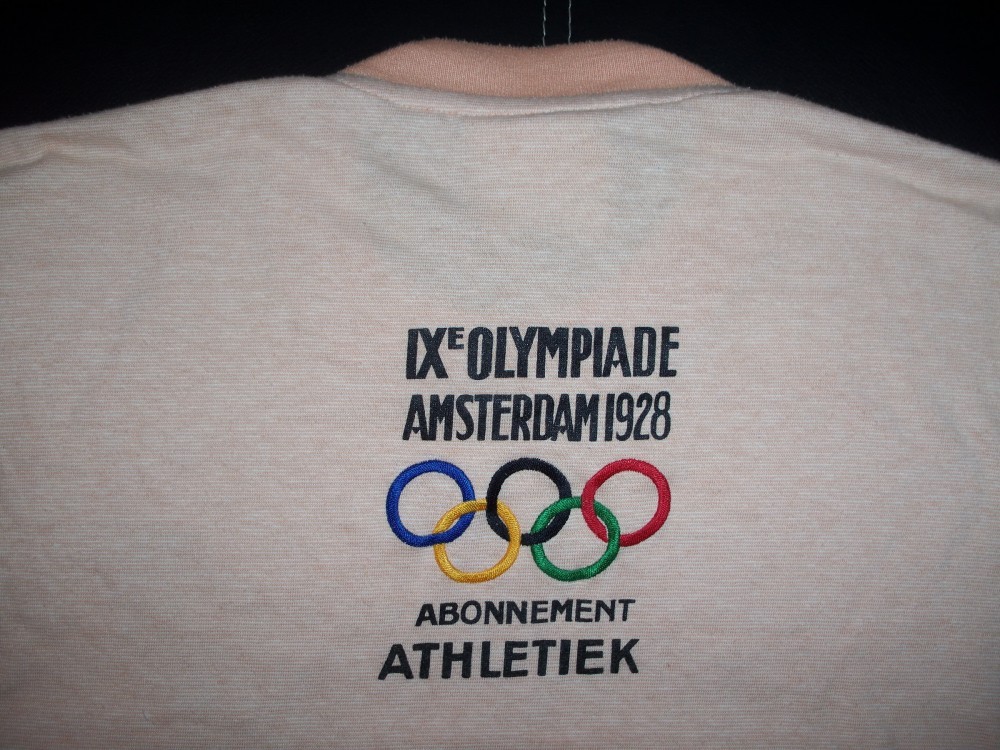 IXE OLYMPIADE
AMSTERDAM 1928
ABONNEMENT
ATHLETIEK